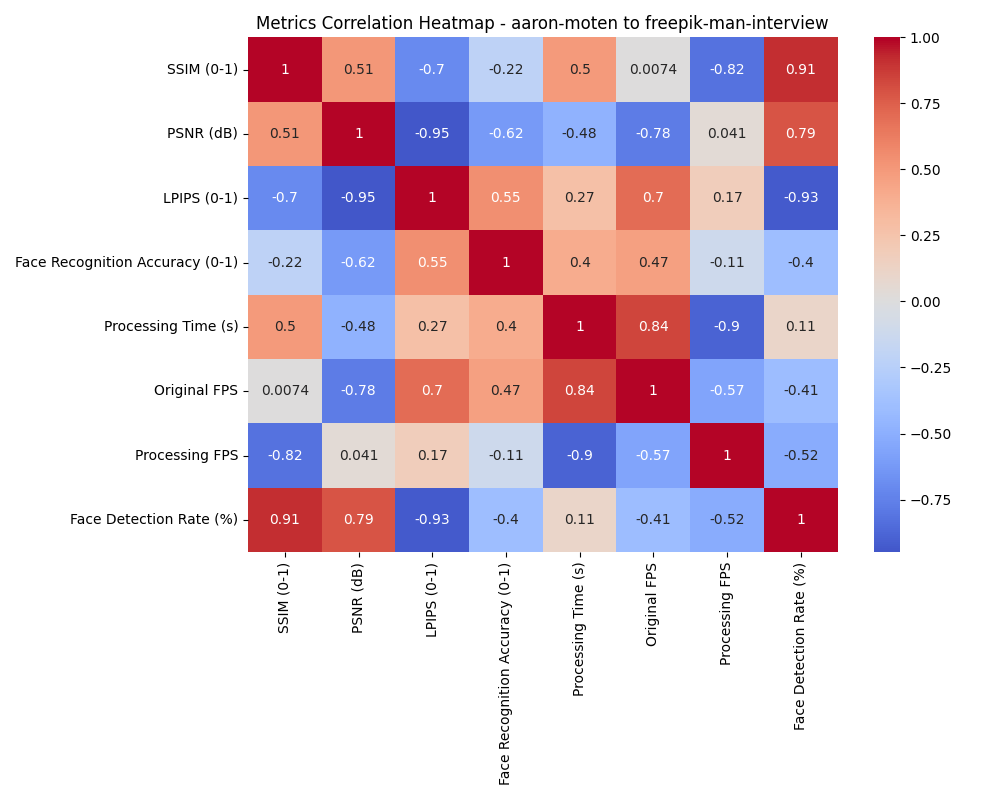 Metrics Correlation Heatmap - aaron-moten to freepik-man-interview
SSIM (0-1) 1 0.51 -0.7 -0.22 0.5 0.0074 -0.82 0.91
PSNR (dB) 0.51 1 -0.95 -0.62 -0.48 -0.78 0.041 0.79
LPIPS (0-1) -0.7 -0.95 1 0.55 0.27 0.7 0.17 -0.93
Face Recognition Accuracy (0-1) -0.22 -0.62 0.55 1 0.4 0.47 -0.11 -0.4
Processing Time (s) 0.5 -0.48 0.27 0.4 1 0.84 -0.9 0.11
Original FPS 0.0074 -0.78 0.7 0.47 0.84 1 -0.57 -0.41
Processing FPS -0.82 0.041 0.17 -0.11 -0.9 -0.57 1 -0.52
Face Detection Rate (%) 0.91 0.79 -0.93 -0.4 0.11 -0.41 -0.52 1
SSIM (0-1)
PSNR (dB)
LPIPS (0-1)
Face Recognition Accuracy (0-1)
Processing Time (s)
Original FPS
Processing FPS
Face Detection Rate (%)
1.00
0.75
0.50
0.25
0.00
−0.25
−0.50
−0.75